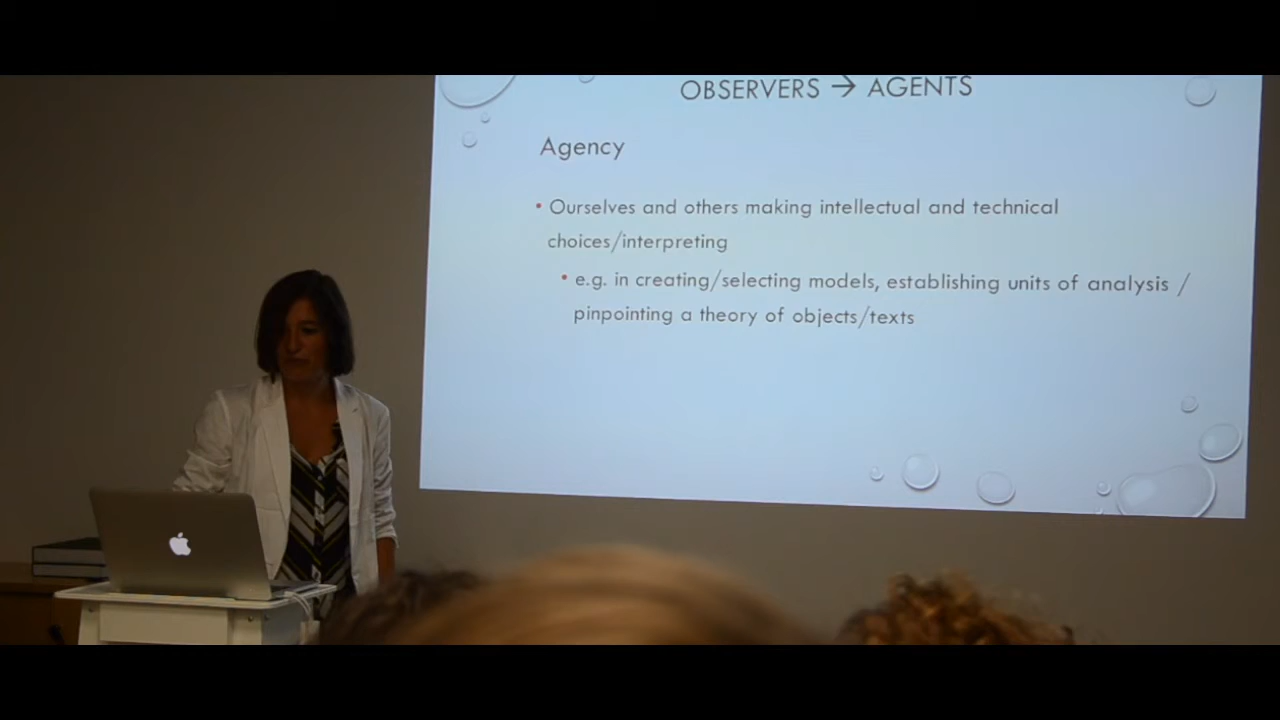 OBSERVERS → AGENTS
Agency
• Ourselves and others making intellectual and technical
choices/interpreting
• e.g. in creating/selecting models, establishing units of analysis /
pinpointing a theory of objects/texts